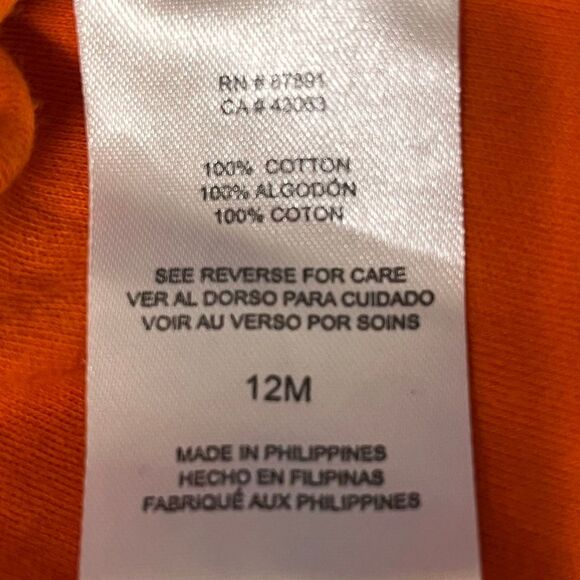 RN # 87891
CA # 43053
100% COTTON
100% ALGODÓN
100% COTON
SEE REVERSE FOR CARE
VER AL DORSO PARA CUIDADO
VOIR AU VERSO POR SOINS
12M
MADE IN PHILIPPINES
HECHO EN FILIPINAS
FABRIQUÉ AUX PHILIPPINES